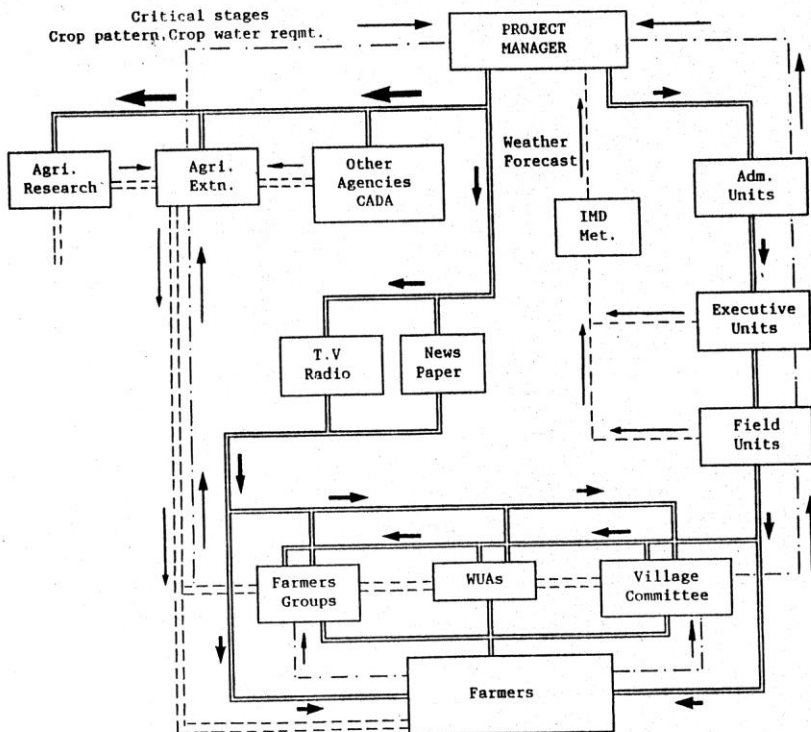 Critical stages
Crop pattern,Crop water reqmt.
PROJECT
MANAGER
Weather
Forecast
Agri.
Research
Agri.
Extn.
Other
Agencies
CADA
Adm.
Units
IMD
Met.
Executive
Units
T.V
Radio
News
Paper
Field
Units
Farmers
Groups
WUAs
Village
Committee
Farmers